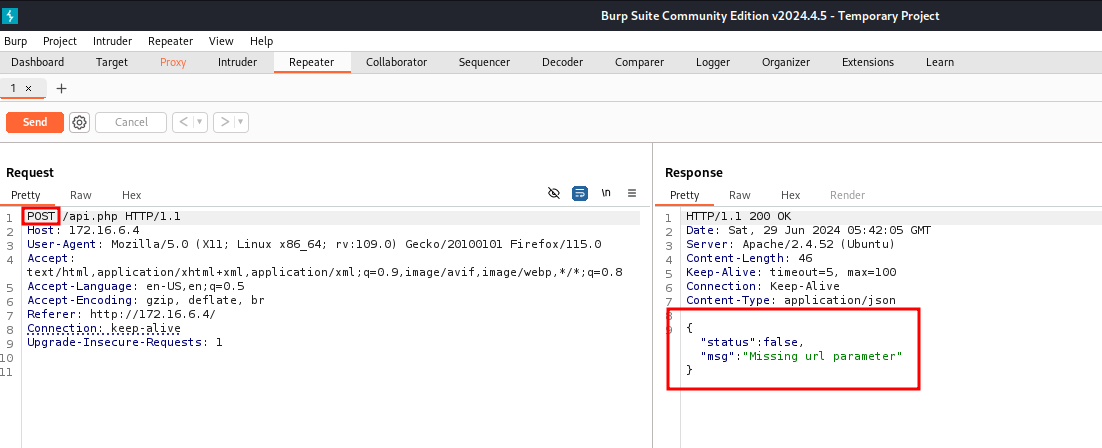 Burp Suite Community Edition v2024.4.5 - Temporary Project
Burp Project Intruder Repeater View Help
Dashboard Target Proxy Intruder Repeater Collaborator Sequencer Decoder Comparer Logger Organizer Extensions Learn
1 × +
Send Cancel < >
Request
Pretty Raw Hex \n
1 POST /api.php HTTP/1.1
2 Host: 172.16.6.4
3 User-Agent: Mozilla/5.0 (X11; Linux x86_64; rv:109.0) Gecko/20100101 Firefox/115.0
4 Accept:
text/html,application/xhtml+xml,application/xml;q=0.9,image/avif,image/webp,*/*;q=0.8
5 Accept-Language: en-US,en;q=0.5
6 Accept-Encoding: gzip, deflate, br
7 Referer: http://172.16.6.4/
8 Connection: keep-alive
9 Upgrade-Insecure-Requests: 1
10
11
Response
Pretty Raw Hex Render
1 HTTP/1.1 200 OK
2 Date: Sat, 29 Jun 2024 05:42:05 GMT
3 Server: Apache/2.4.52 (Ubuntu)
4 Content-Length: 46
5 Keep-Alive: timeout=5, max=100
6 Connection: Keep-Alive
7 Content-Type: application/json
8
9 {
"status":false,
"msg":"Missing url parameter"
}